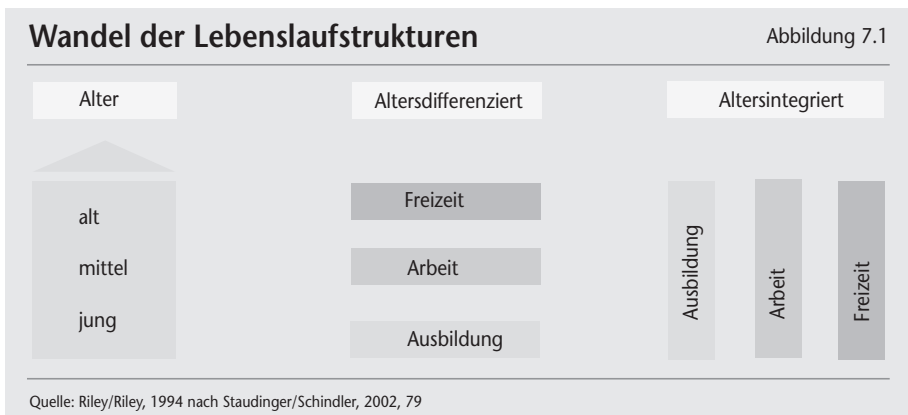 Wandel der Lebenslaufstrukturen
Abbildung 7.1
Alter
Altersdifferenziert
Altersintegriert
alt
mittel
jung
Freizeit
Arbeit
Ausbildung
Ausbildung
Arbeit
Freizeit
Quelle: Riley/Riley, 1994 nach Staudinger/Schindler, 2002, 79